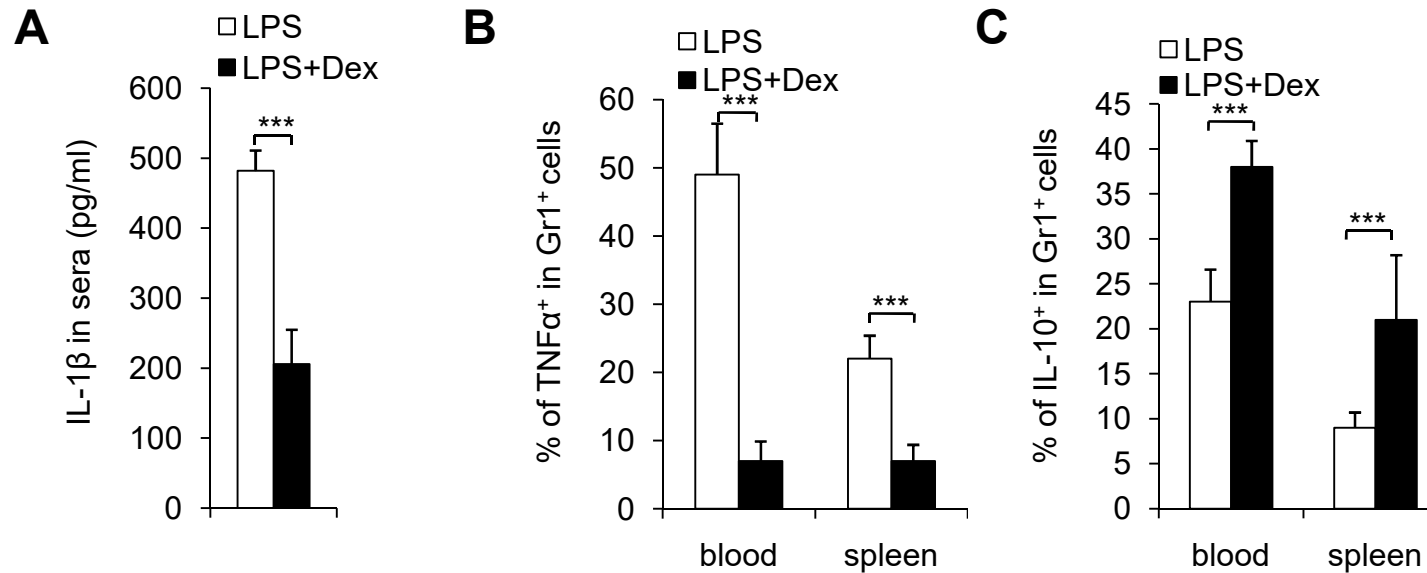 A
LPS
LPS+Dex
IL-1β in sera (pg/ml)
600
500
400
300
200
100
0
***
B
LPS
LPS+Dex
% of TNFα⁺ in Gr1⁺ cells
60
50
40
30
20
10
0
***
***
blood
spleen
C
LPS
LPS+Dex
% of IL-10⁺ in Gr1⁺ cells
45
40
35
30
25
20
15
10
5
0
***
***
blood
spleen